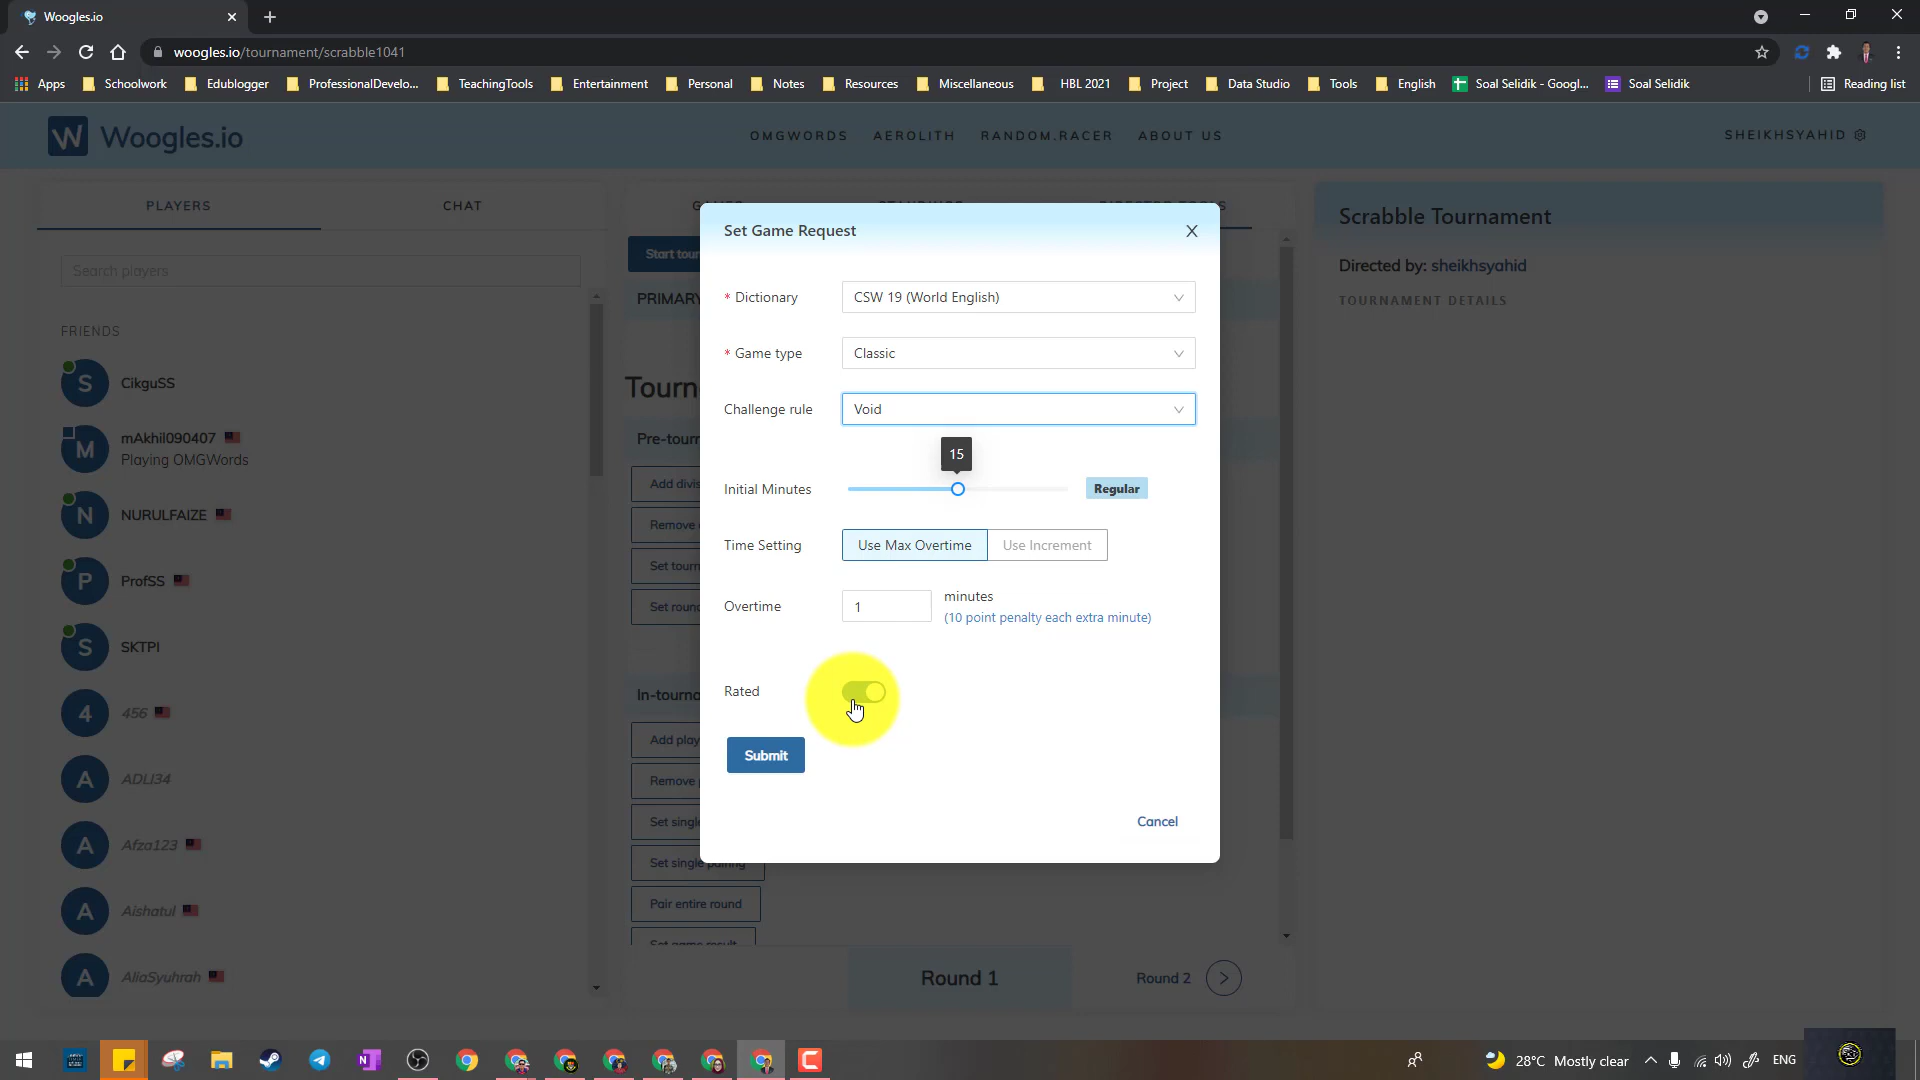 Woogles.io
woogles.io/tournament/scrabble1041
Apps Schoolwork Edublogger ProfessionalDevelo... TeachingTools Entertainment Personal Notes Resources Miscellaneous HBL 2021 Project Data Studio Tools English Soal Selidik - Googl... Soal Selidik Reading list
W Woogles.io
OMGWORDS AEROLITH RANDOM.RACER ABOUT US
SHEIKHSYAHID
PLAYERS CHAT
Search players
FRIENDS
S CikguSS
M mAkhil090407
Playing OMGWords
N NURULFAIZE
P ProfSS
S SKTPI
4 456
A ADLI34
A Afza123
A Aishatul
A AliaSyuhrah
Start tour
PRIMARY
Tourn
Pre-tourn
Add divis
Remove
Set tourn
Set roun
In-tourna
Add play
Remove
Set singl
Set single pairing
Pair entire round
Set game result
Round 1
Round 2
Set Game Request
X
* Dictionary CSW 19 (World English)
* Game type Classic
Challenge rule Void
15
Initial Minutes Regular
Time Setting Use Max Overtime Use Increment
Overtime 1 minutes
(10 point penalty each extra minute)
Rated
Submit
Cancel
Scrabble Tournament
Directed by: sheikhsyahid
TOURNAMENT DETAILS
28°C Mostly clear ENG